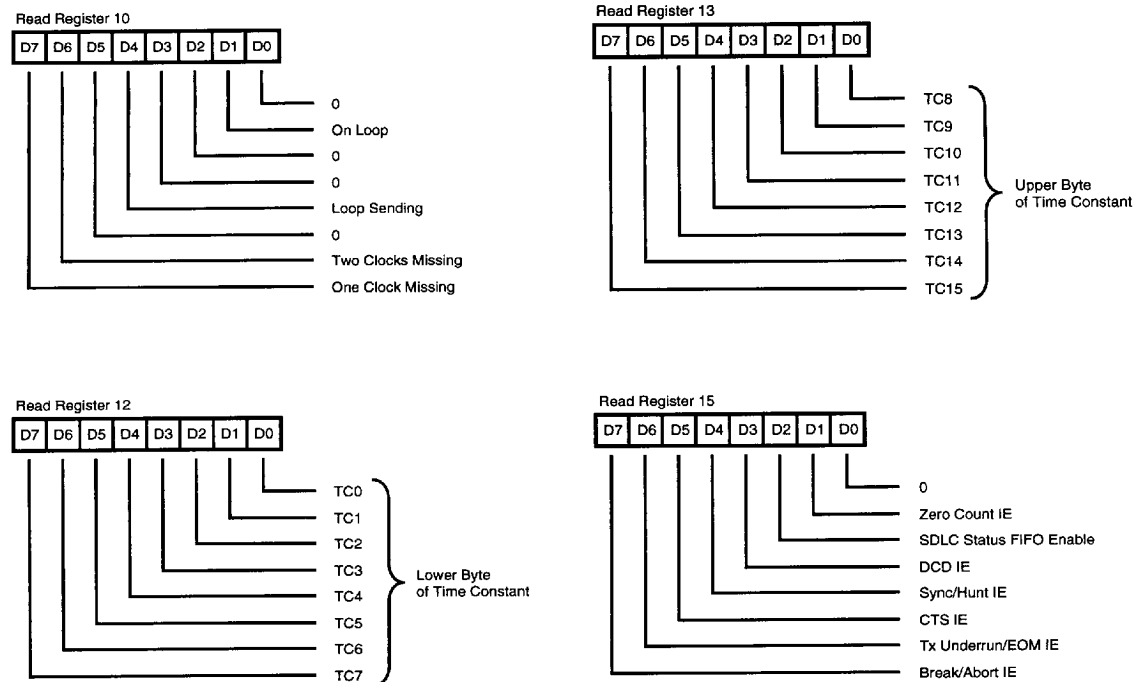 Read Register 10
D7 D6 D5 D4 D3 D2 D1 D0
0
On Loop
0
0
Loop Sending
0
Two Clocks Missing
One Clock Missing
Read Register 13
D7 D6 D5 D4 D3 D2 D1 D0
TC8
TC9
TC10
TC11
TC12
TC13
TC14
TC15
Upper Byte
of Time Constant
Read Register 12
D7 D6 D5 D4 D3 D2 D1 D0
TC0
TC1
TC2
TC3
TC4
TC5
TC6
TC7
Lower Byte
of Time Constant
Read Register 15
D7 D6 D5 D4 D3 D2 D1 D0
0
Zero Count IE
SDLC Status FIFO Enable
DCD IE
Sync/Hunt IE
CTS IE
Tx Underrun/EOM IE
Break/Abort IE